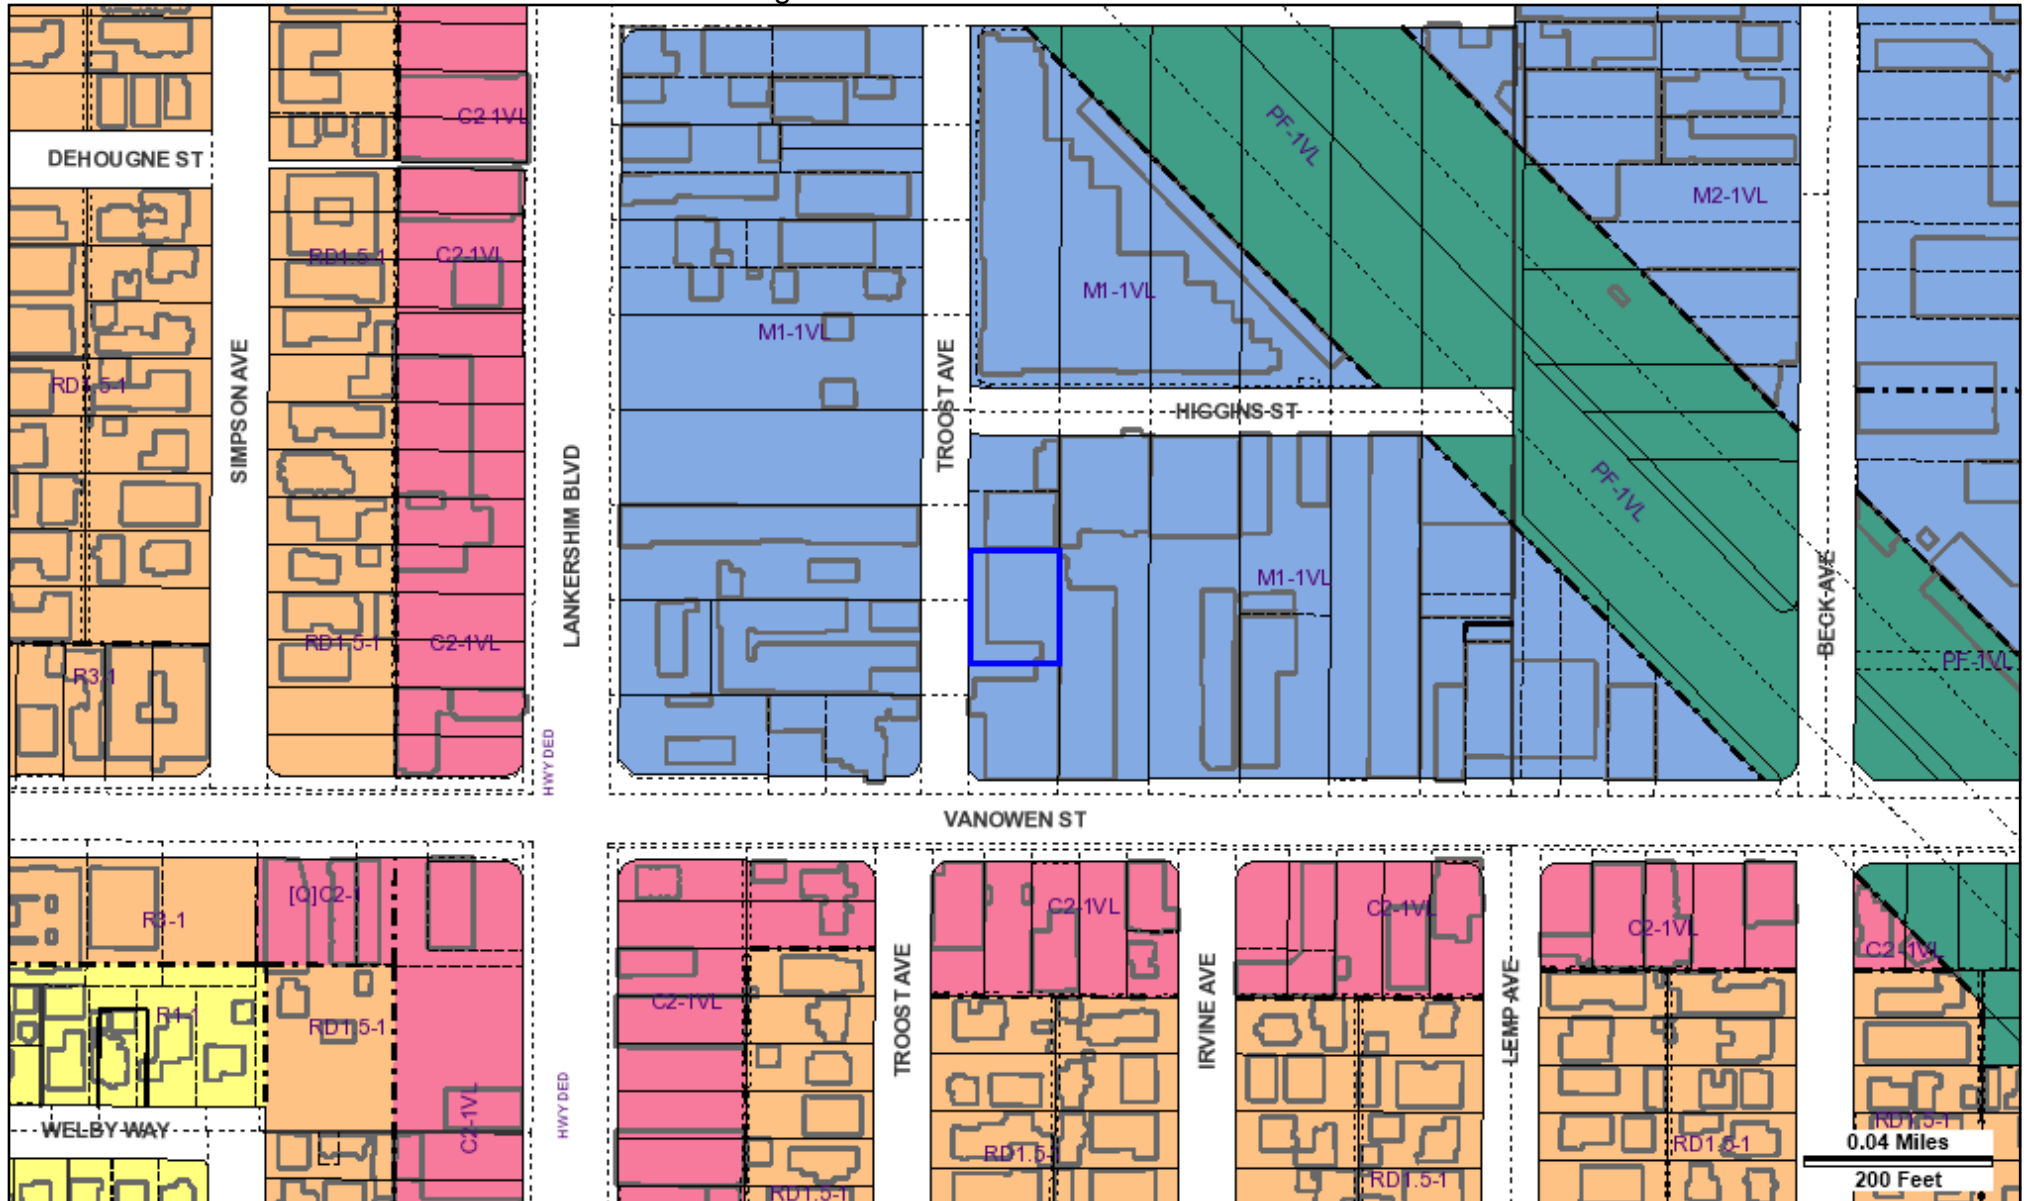 C2-1VL
PF-1VL
DEHOUGNE ST
M2-1VL
RD1.5-1
C2-1VL
M1-1VL
M1-1VL
SIMPSON AVE
TROOST AVE
RD1.5-1
HIGGINS ST
LANKERSHIM BLVD
PF-1VL
M1-1VL
BECK AVE
RD1.5-1
C2-1VL
R3-1
PF-1VL
HWY DED
VANOWEN ST
[Q]C2-1
R3-1
C2-1VL
C2-1VL
C2-1VL
C2-1VL
TROOST AVE
IRVINE AVE
LEMP AVE
C2-1VL
R1-1
RD1.5-1
HWY DED
C2-1VL
WELBY WAY
RD1.5-1
RD1.5-1
RD1.5-1
0.04 Miles
RD1.5-1
RD1.5-1
200 Feet